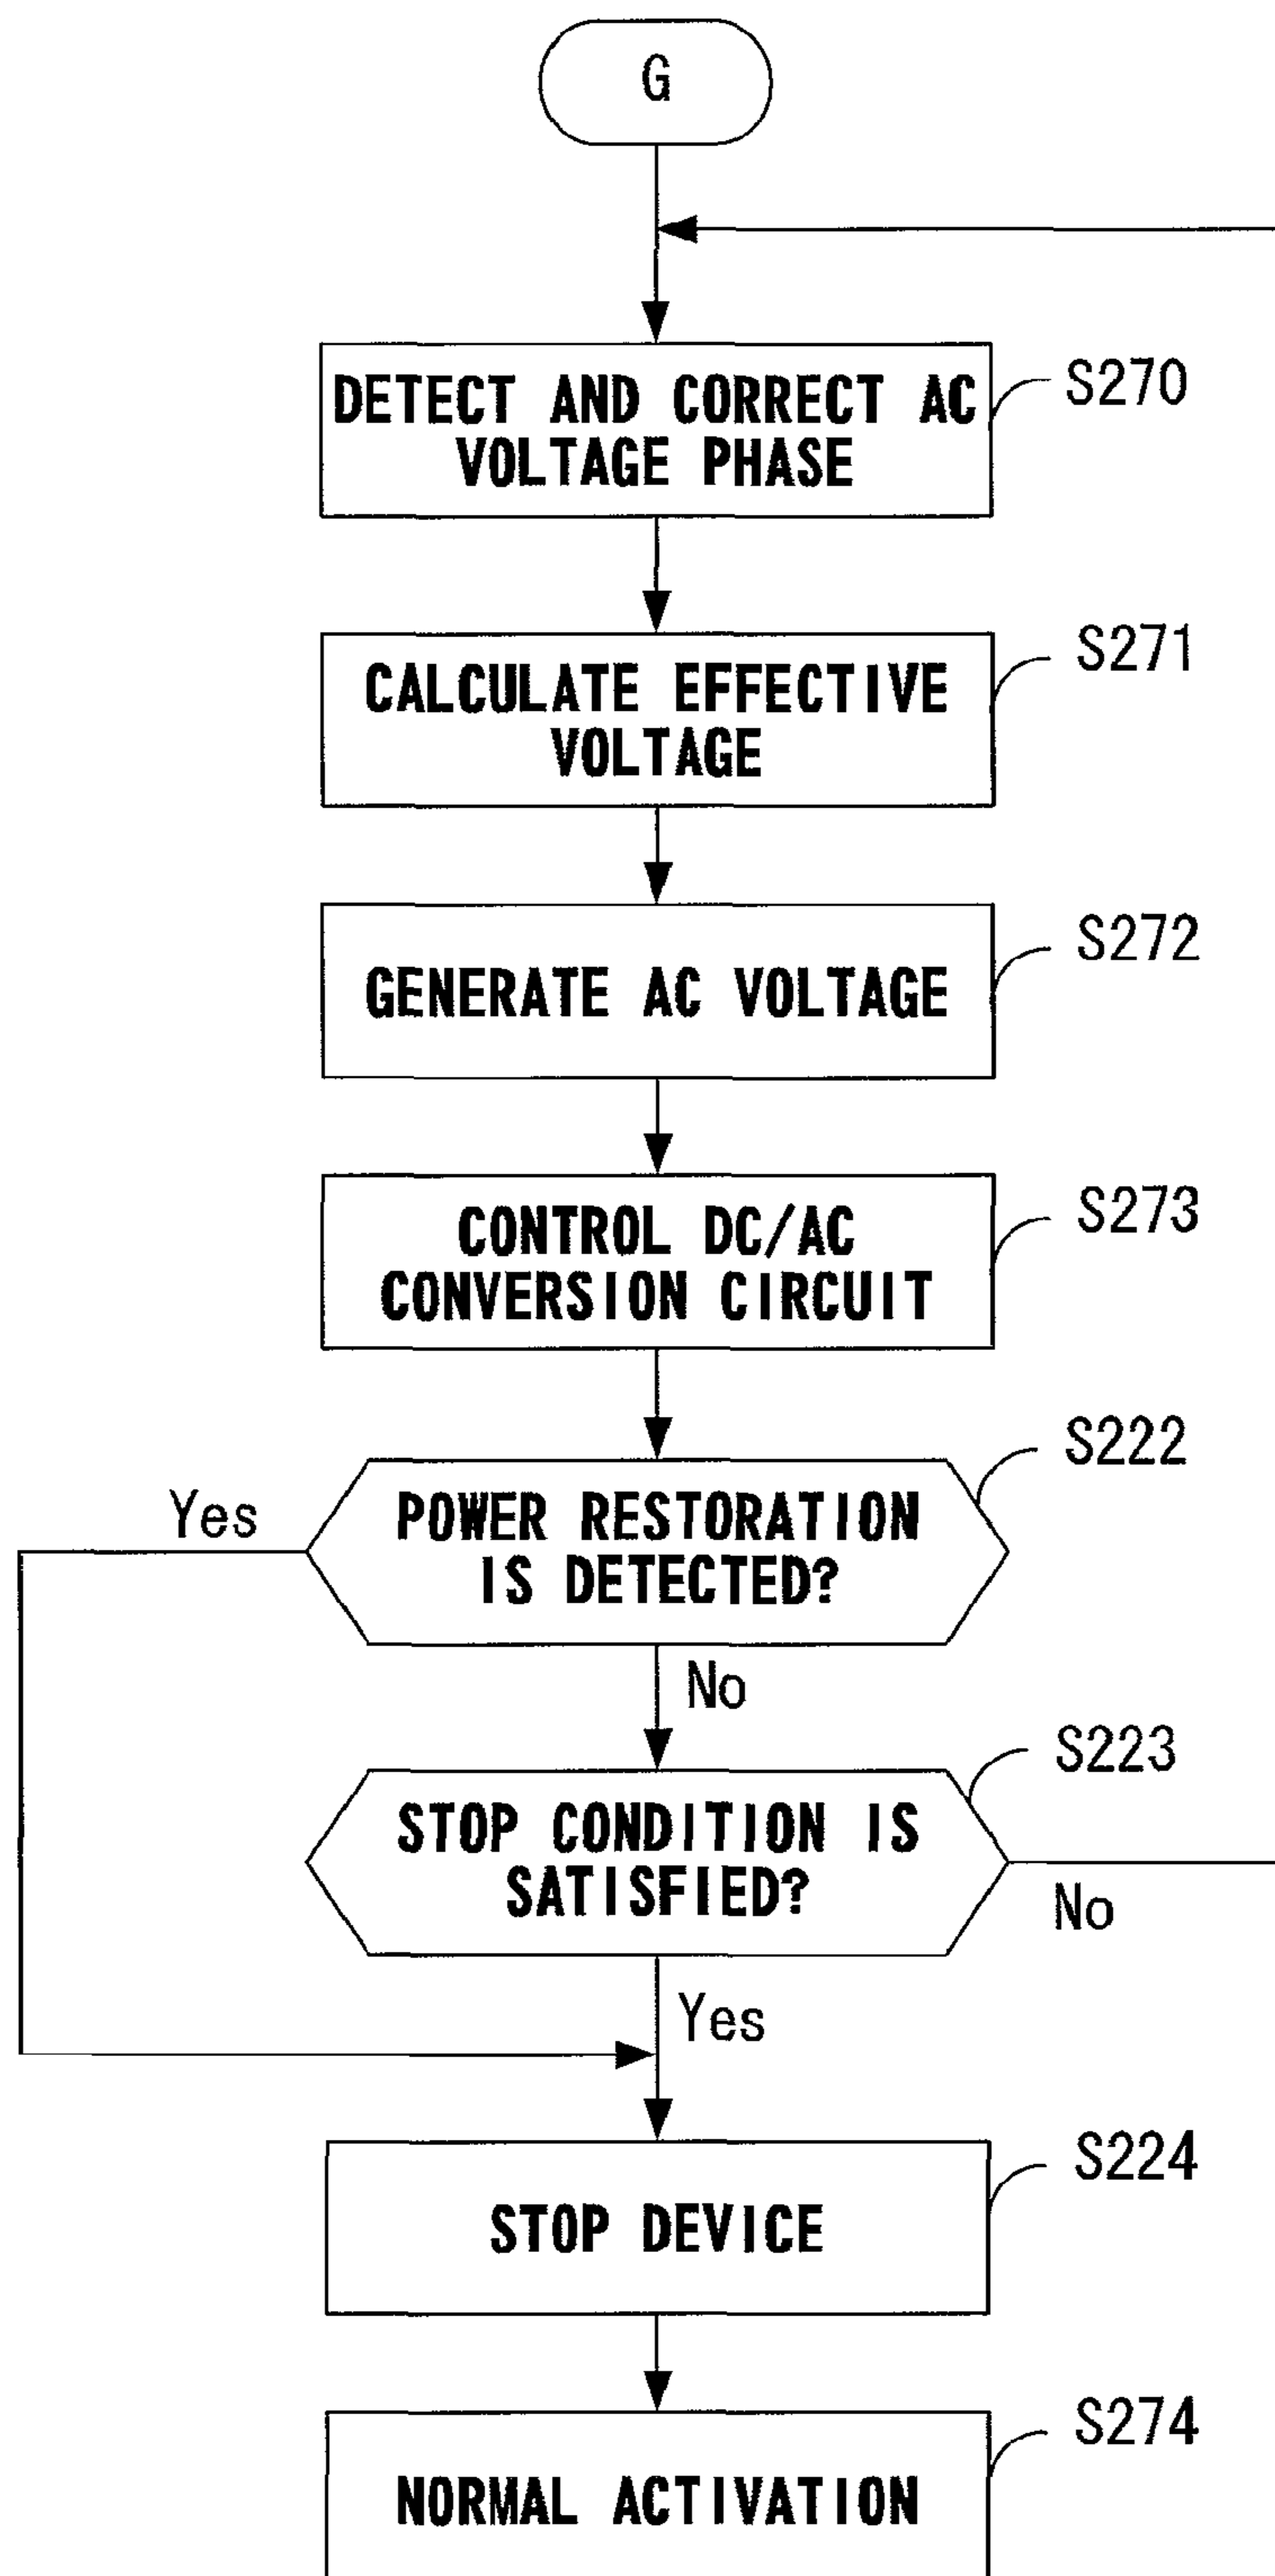 G
DETECT AND CORRECT AC
VOLTAGE PHASE
S270
CALCULATE EFFECTIVE
VOLTAGE
S271
GENERATE AC VOLTAGE
S272
CONTROL DC/AC
CONVERSION CIRCUIT
S273
POWER RESTORATION
IS DETECTED?
S222
Yes
No
STOP CONDITION IS
SATISFIED?
S223
No
Yes
STOP DEVICE
S224
NORMAL ACTIVATION
S274